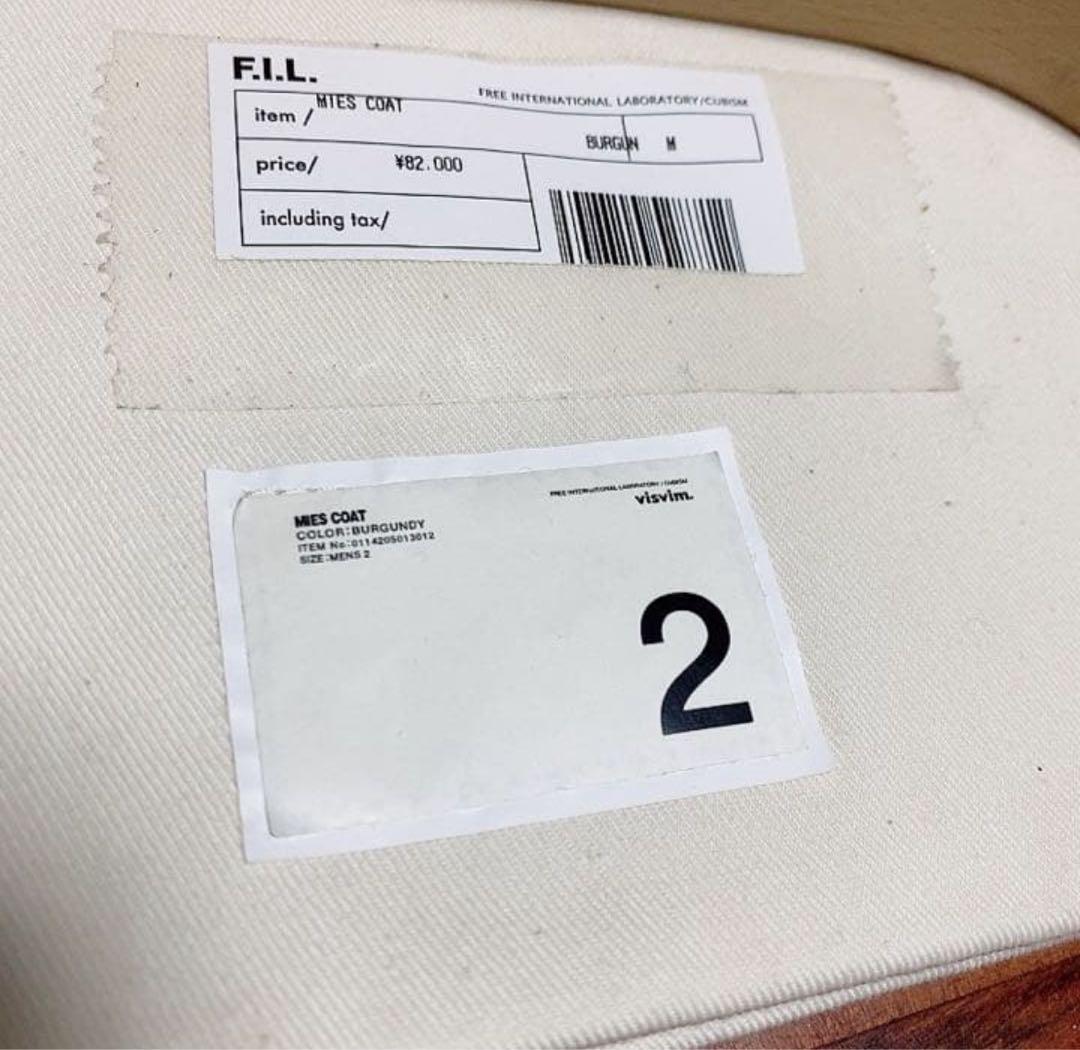 F.I.L.
FREE INTERNATIONAL LABORATORY/CUBISM
item / MIES COAT
BURGUN M
price/ ¥82.000
including tax/
FREE INTERNATIONAL LABORATORY / CUBISM
visvim.
MIES COAT
COLOR:BURGUNDY
ITEM No.:0114205013012
SIZE:MENS 2
2